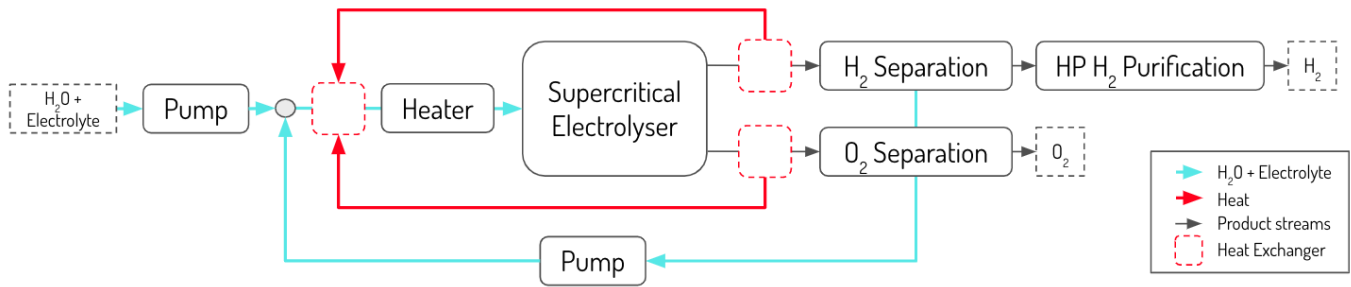 H₂O +
Electrolyte
Pump
Heater
Supercritical
Electrolyser
H₂ Separation
HP H₂ Purification
H₂
O₂ Separation
O₂
Pump
H₂O + Electrolyte
Heat
Product streams
Heat Exchanger